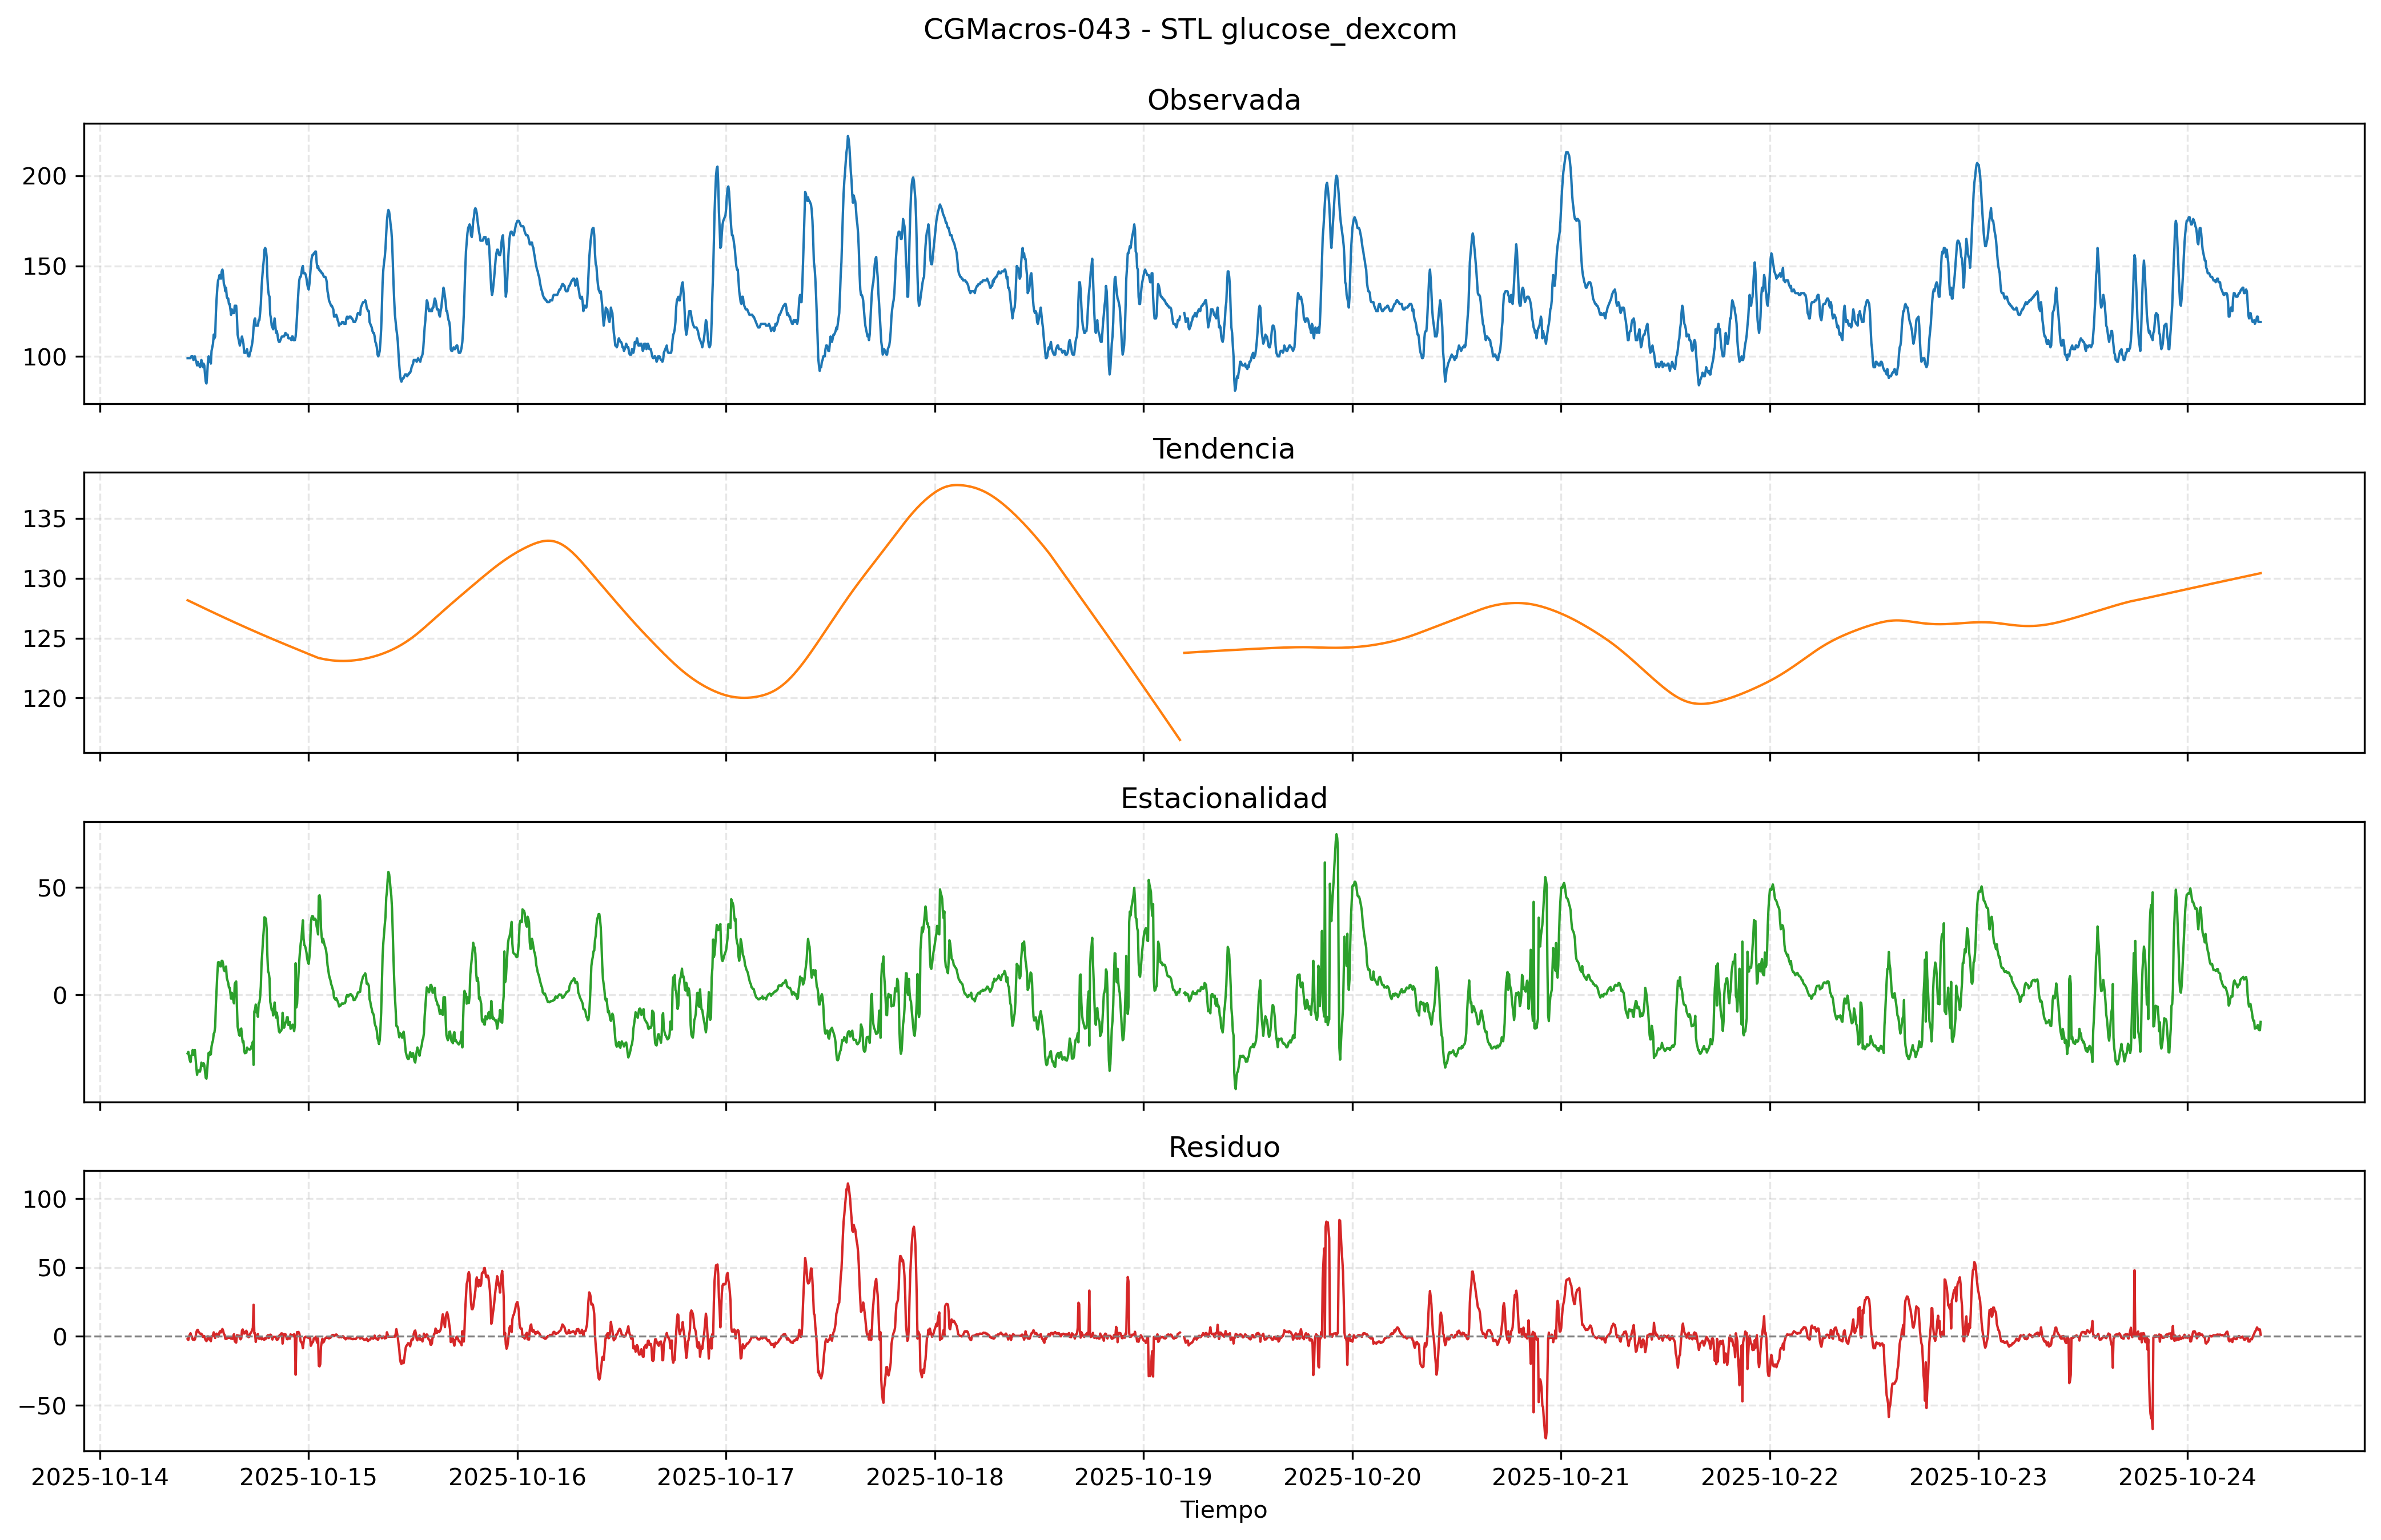 CGMacros-043 - STL glucose_dexcom
Observada
200
150
100
Tendencia
135
130
125
120
Estacionalidad
50
0
Residuo
100
50
0
−50
2025-10-14 2025-10-15 2025-10-16 2025-10-17 2025-10-18 2025-10-19 2025-10-20 2025-10-21 2025-10-22 2025-10-23 2025-10-24
Tiempo